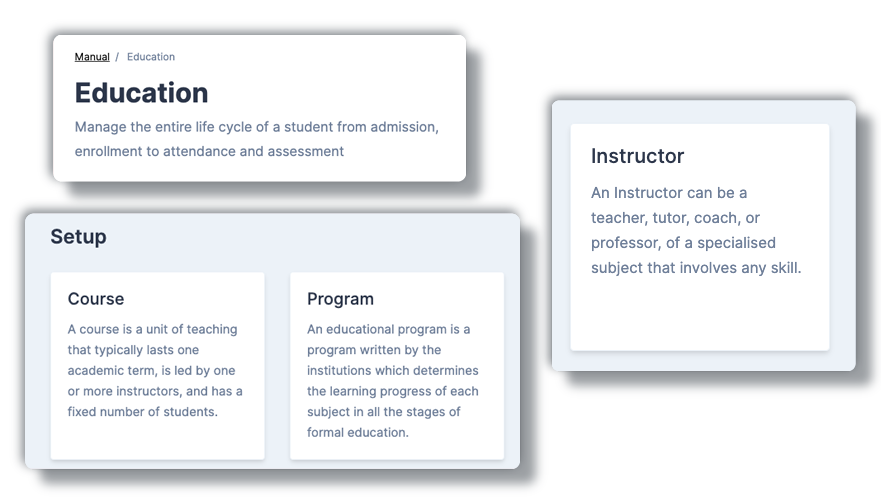 Manual / Education
Education
Manage the entire life cycle of a student from admission,
enrollment to attendance and assessment
Setup
Course
A course is a unit of teaching
that typically lasts one
academic term, is led by one
or more instructors, and has a
fixed number of students.
Program
An educational program is a
program written by the
institutions which determines
the learning progress of each
subject in all the stages of
formal education.
Instructor
An Instructor can be a
teacher, tutor, coach, or
professor, of a specialised
subject that involves any skill.